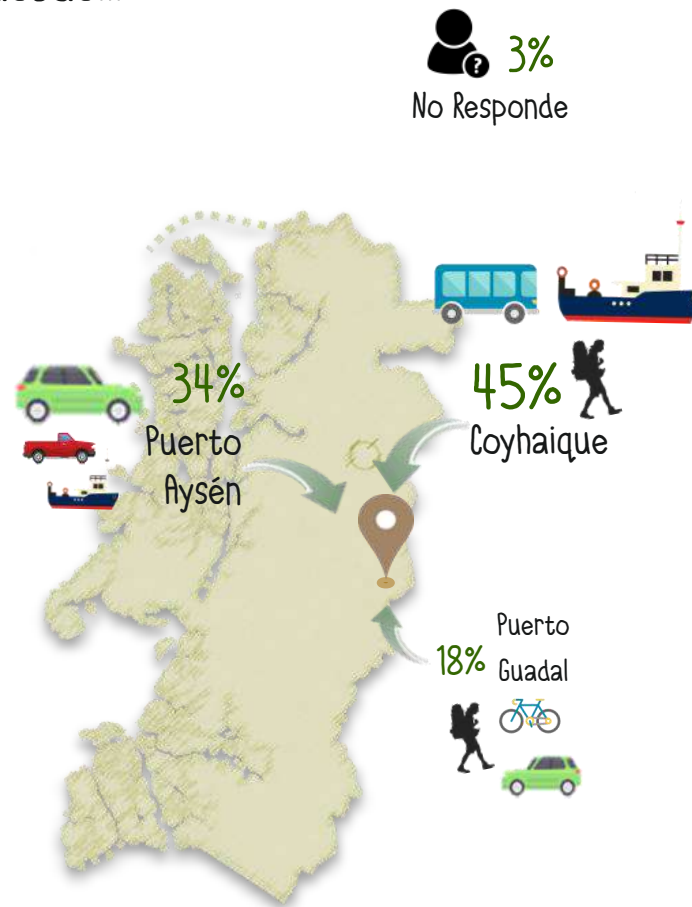 3%
No Responde
34%
Puerto
Aysén
45%
Coyhaique
Puerto
18% Guadal